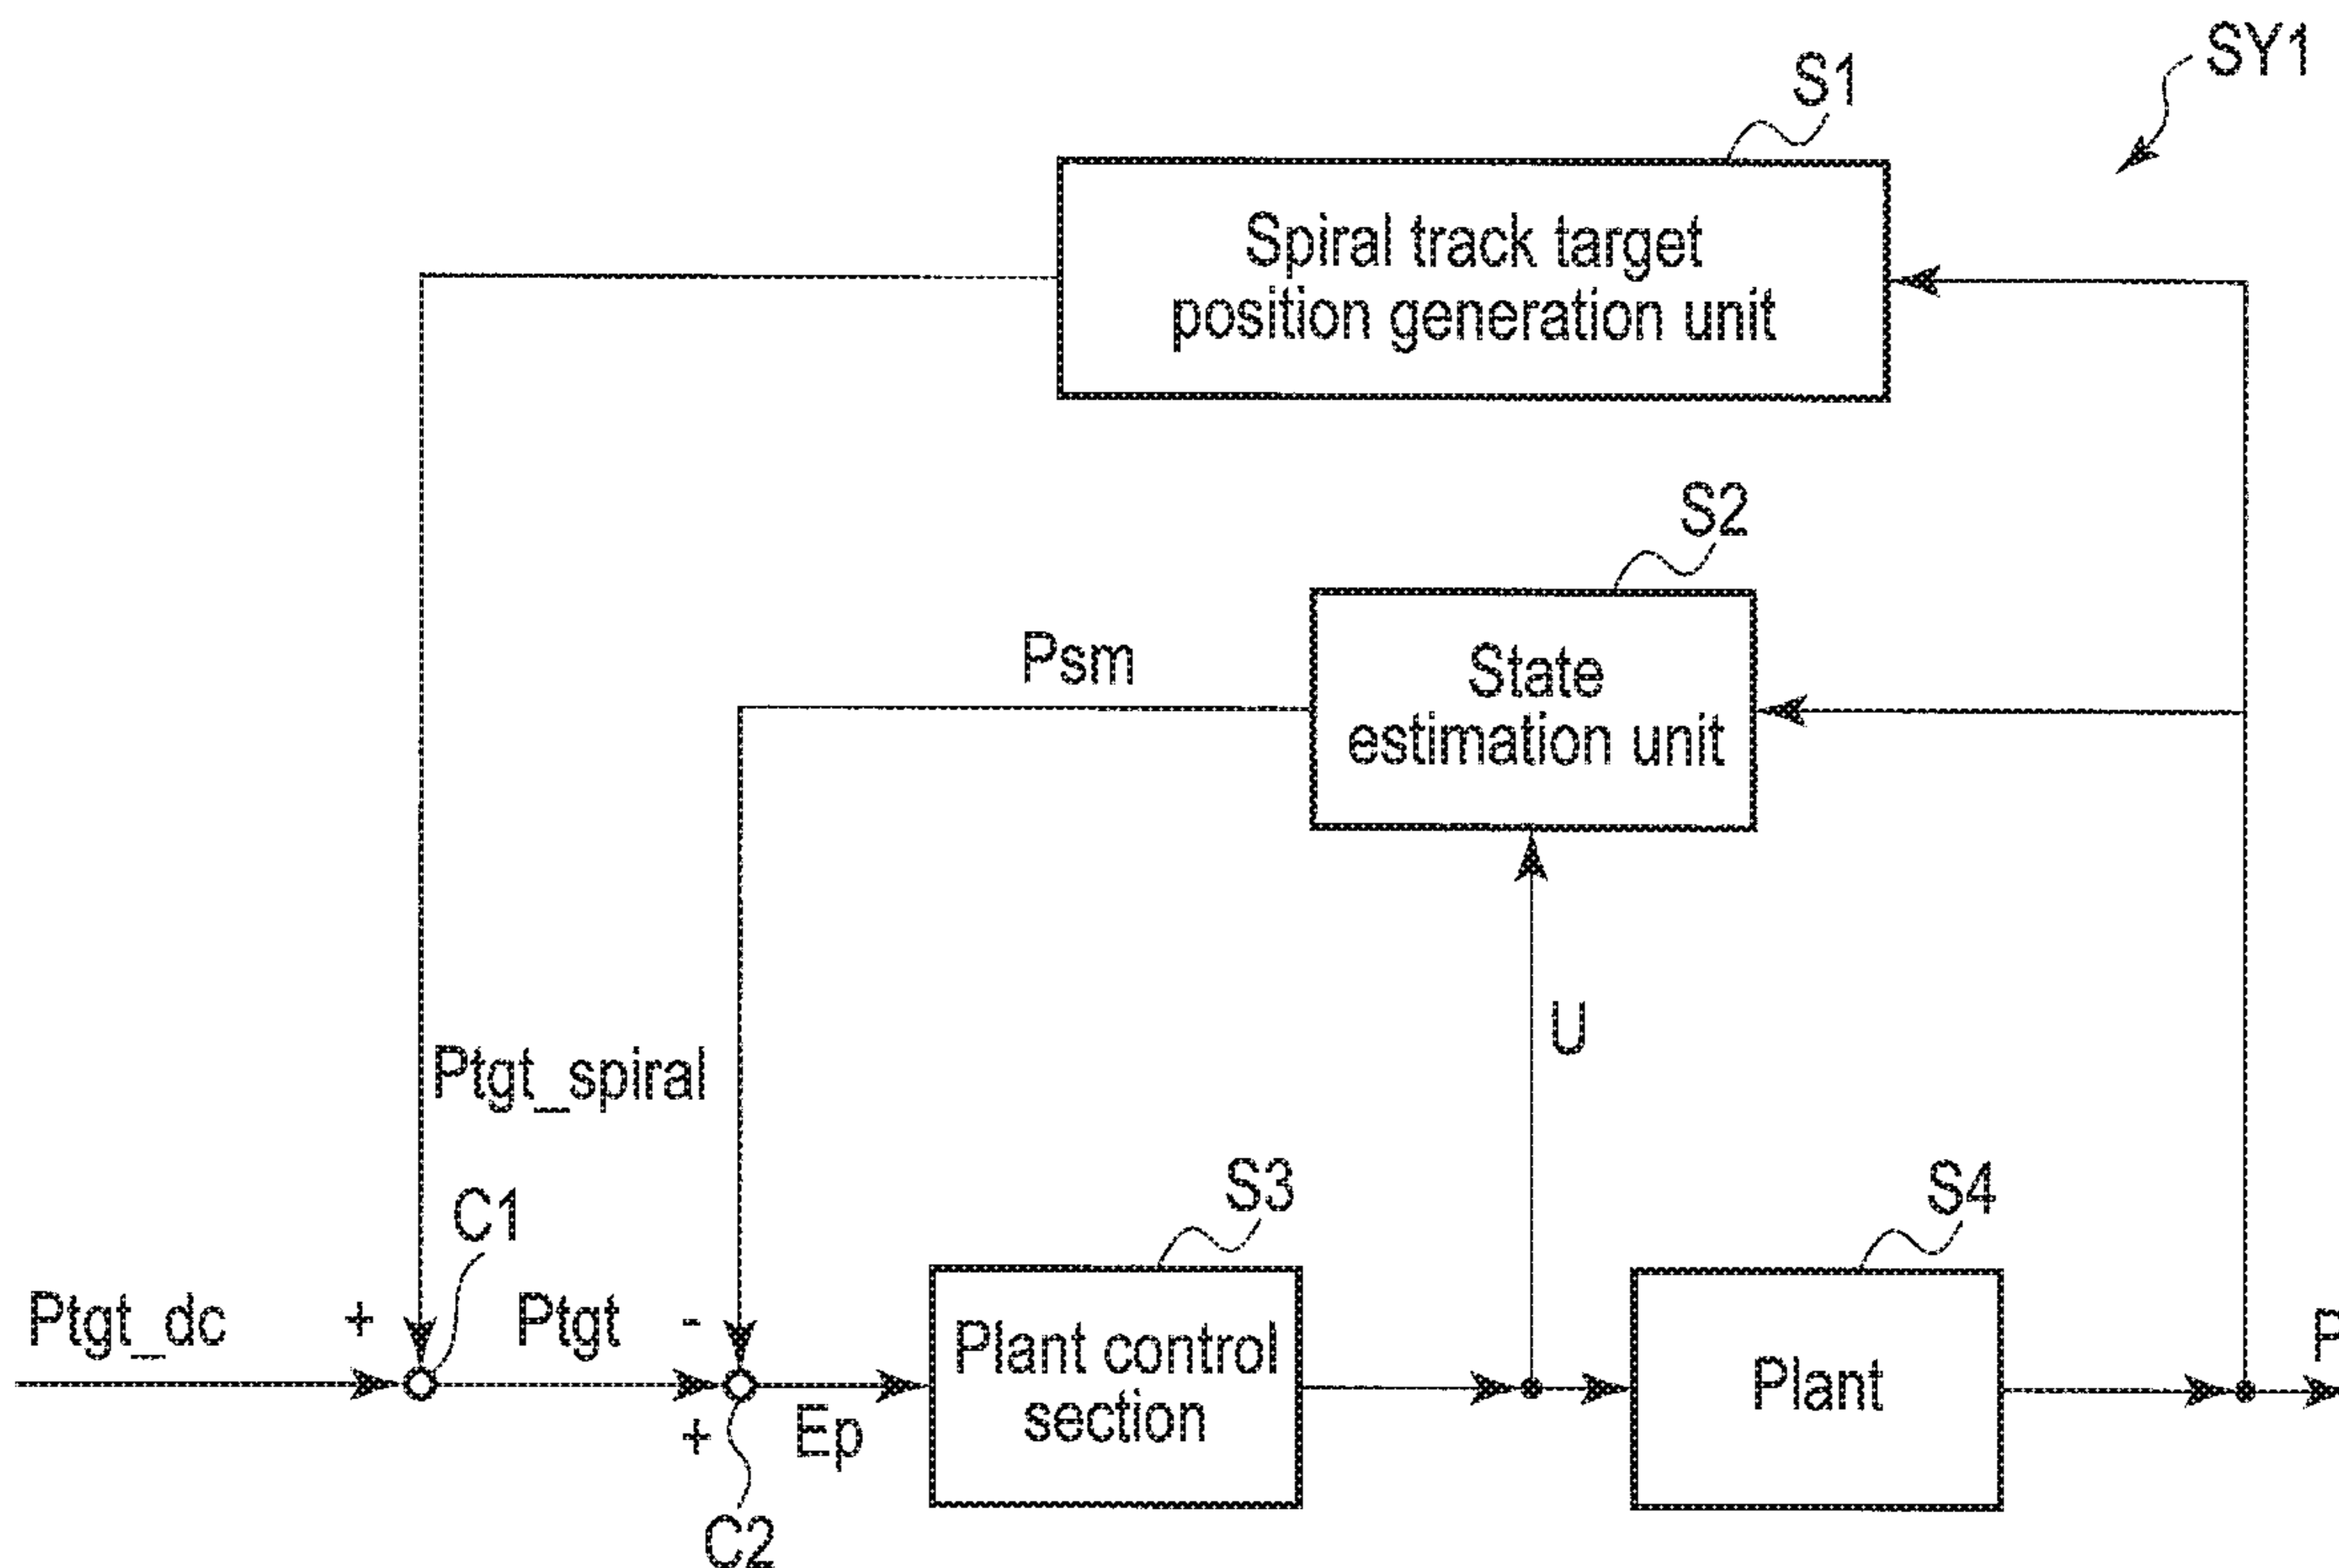 SY1
S1
Spiral track target
position generation unit
S2
Psm
State
estimation unit
U
Ptgt_spiral
C1
S3
S4
Ptgt_dc
+
Ptgt
-
+
Ep
Plant control
section
Plant
P
C2